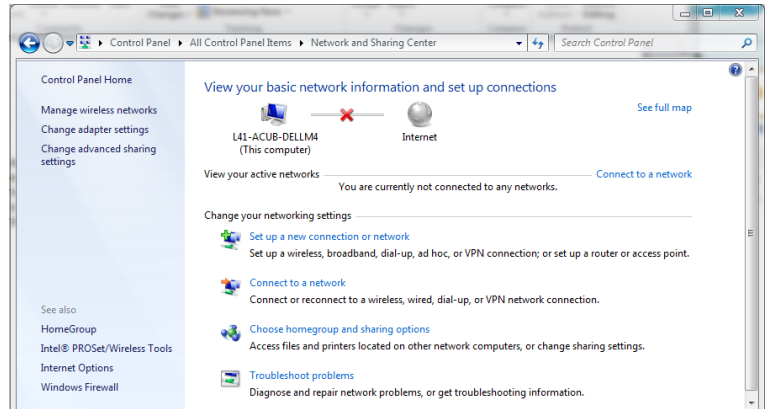 Control Panel ▸ All Control Panel Items ▸ Network and Sharing Center
Search Control Panel
Control Panel Home
Manage wireless networks
Change adapter settings
Change advanced sharing
settings
See also
HomeGroup
Intel® PROSet/Wireless Tools
Internet Options
Windows Firewall
View your basic network information and set up connections
See full map
L41-ACUB-DELLM4
(This computer)
Internet
View your active networks
Connect to a network
You are currently not connected to any networks.
Change your networking settings
Set up a new connection or network
Set up a wireless, broadband, dial-up, ad hoc, or VPN connection; or set up a router or access point.
Connect to a network
Connect or reconnect to a wireless, wired, dial-up, or VPN network connection.
Choose homegroup and sharing options
Access files and printers located on other network computers, or change sharing settings.
Troubleshoot problems
Diagnose and repair network problems, or get troubleshooting information.